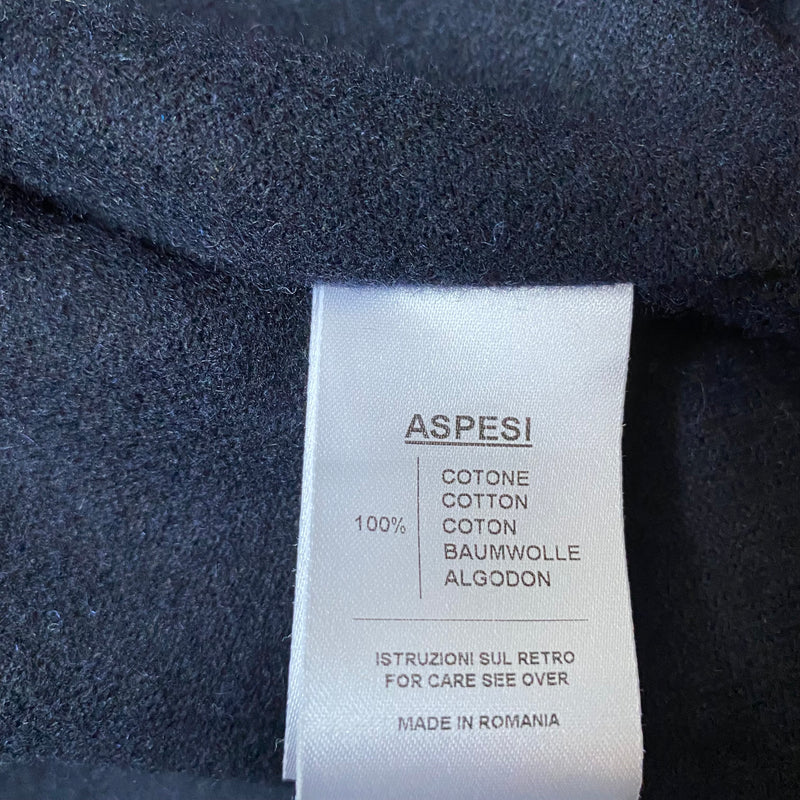 ASPESI
100%
COTONE
COTTON
COTON
BAUMWOLLE
ALGODON
ISTRUZIONI SUL RETRO
FOR CARE SEE OVER
MADE IN ROMANIA